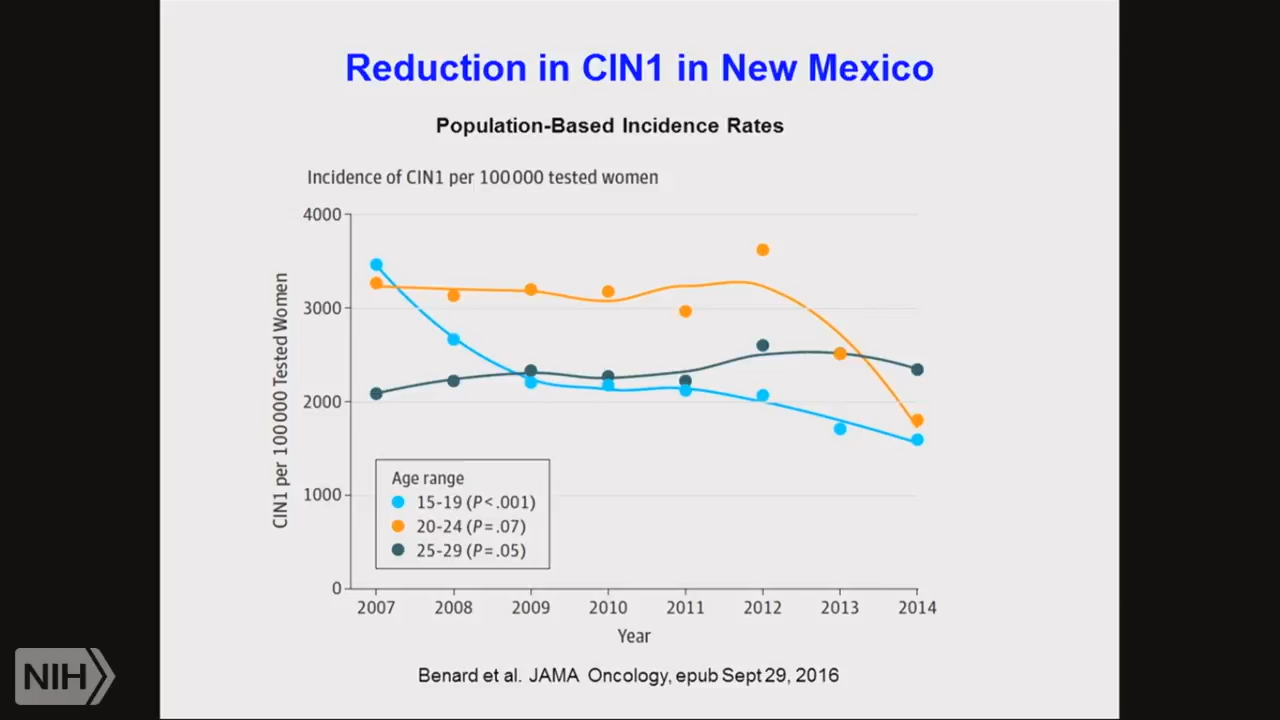 Reduction in CIN1 in New Mexico
Population-Based Incidence Rates
Incidence of CIN1 per 100 000 tested women
CIN1 per 100 000 Tested Women
4000
3000
2000
1000
0
Age range
15-19 (P < .001)
20-24 (P = .07)
25-29 (P = .05)
2007 2008 2009 2010 2011 2012 2013 2014
Year
Benard et al. JAMA Oncology, epub Sept 29, 2016
NIH